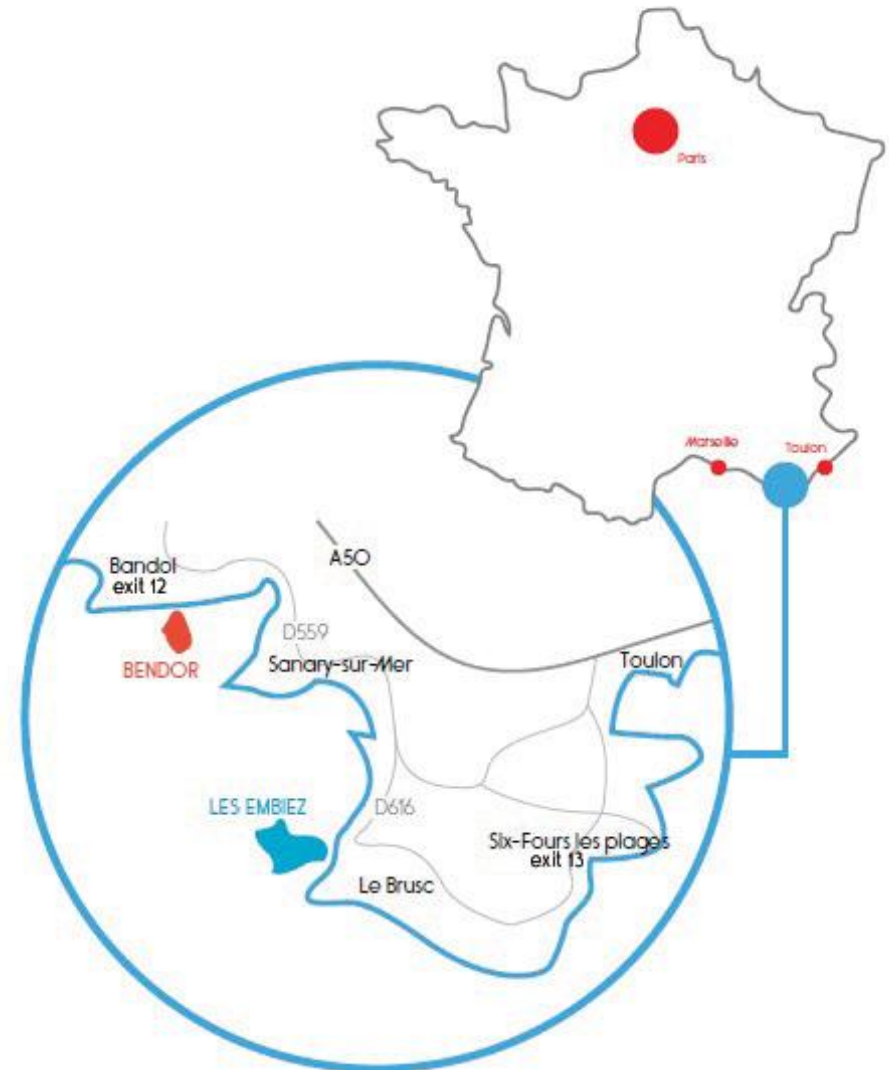 Paris
Marseille
Toulon
A50
Bandol
exit 12
D559
BENDOR
Sanary-sur-Mer
Toulon
LES EMBIEZ
D616
Six-Fours les plages
exit 13
Le Brusc